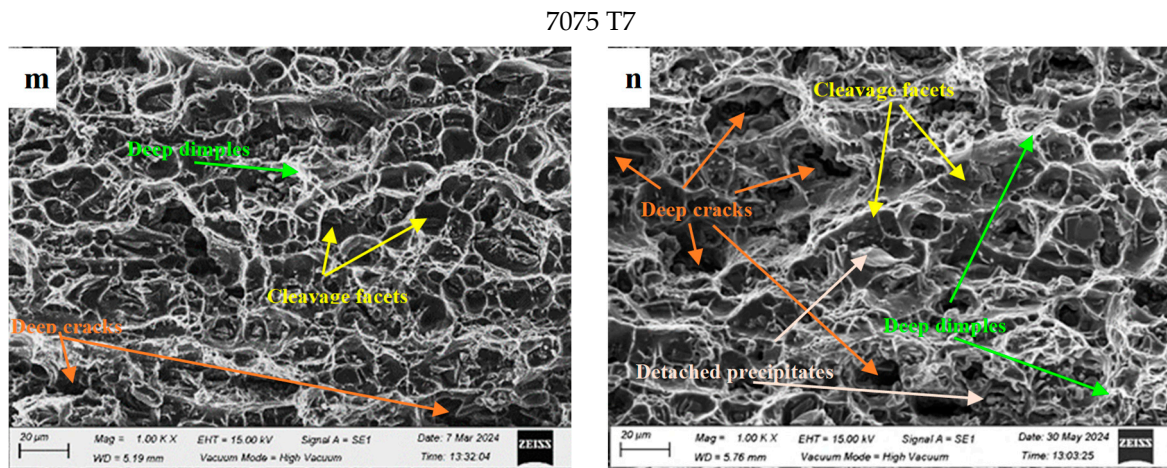 7075 T7
m
Deep dimples
Cleavage facets
Deep cracks
20 µm
Mag = 1.00 K X
EHT = 15.00 kV
Signal A = SE1
Date: 7 Mar 2024
WD = 5.19 mm
Vacuum Mode = High Vacuum
Time: 13:32:04
ZEISS
n
Cleavage facets
Deep cracks
Deep dimples
Detached precipitates
20 µm
Mag = 1.00 K X
EHT = 15.00 kV
Signal A = SE1
Date: 30 May 2024
WD = 5.76 mm
Vacuum Mode = High Vacuum
Time: 13:03:25
ZEISS